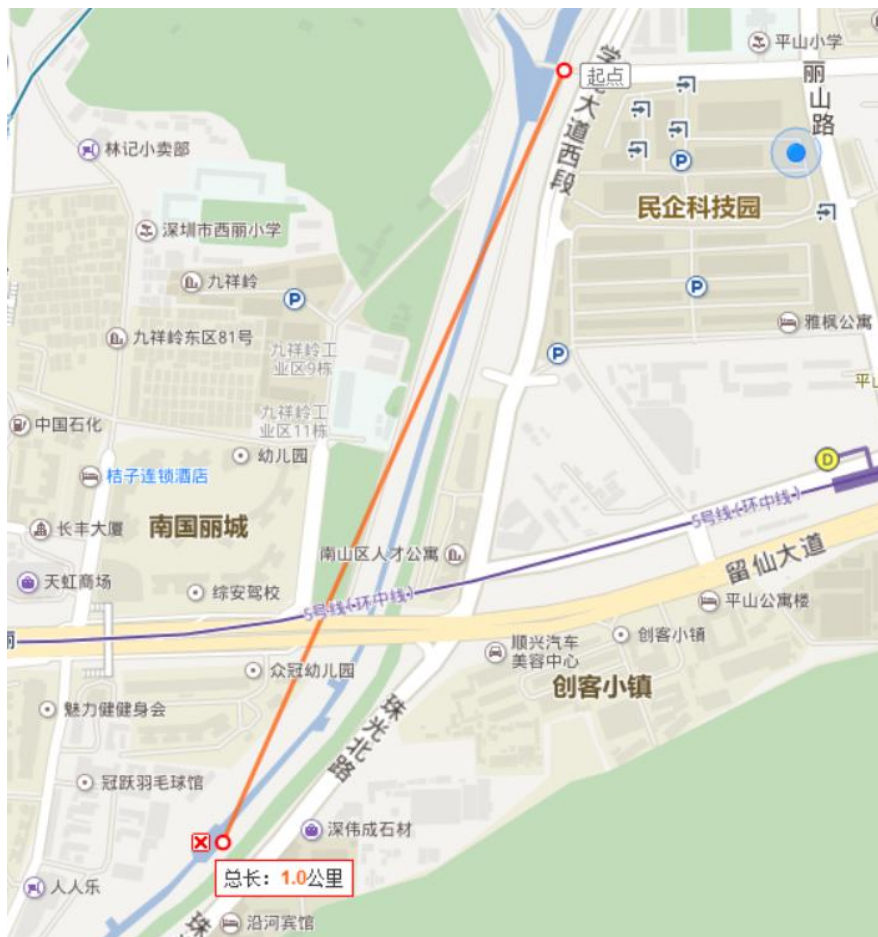 平山小学
起点
学苑大道西段
丽山路
林记小卖部
P
民企科技园
深圳市西丽小学
九祥岭
P
P
九祥岭东区81号
雅枫公寓
九祥岭工
业区9栋
P
平山
九祥岭工
业区11栋
中国石化
幼儿园
D
桔子连锁酒店
5号线(环中线)
南国丽城
长丰大厦
南山区人才公寓
留仙大道
天虹商场
综安驾校
5号线(环中线)
平山公寓楼
丽
顺兴汽车
美容中心
创客小镇
众冠幼儿园
创客小镇
魅力健健身会
珠光北路
冠跃羽毛球馆
深伟成石材
总长：1.0公里
人人乐
珠
沿河宾馆